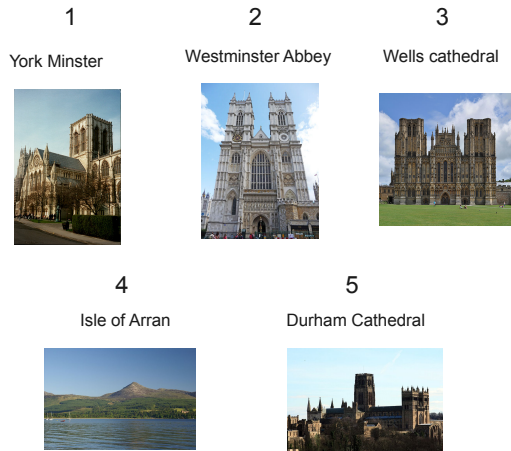 1
2
3
York Minster
Westminster Abbey
Wells cathedral
4
5
Isle of Arran
Durham Cathedral